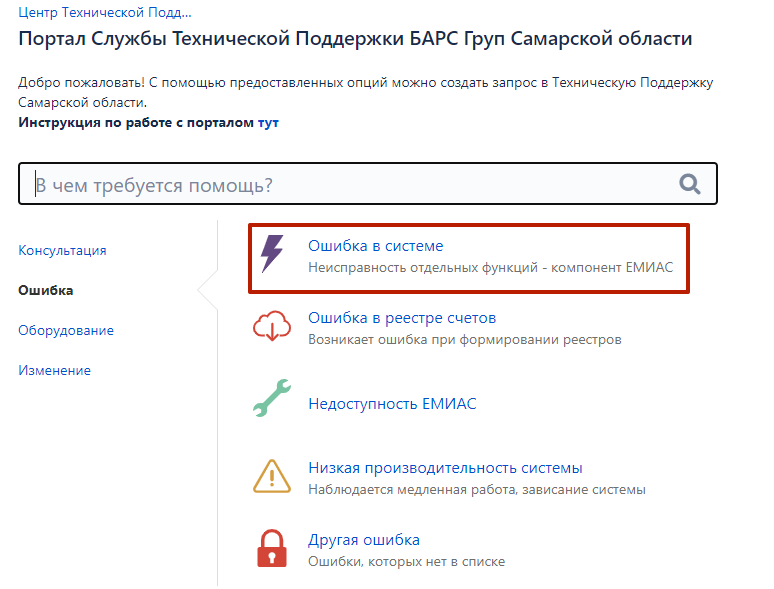 Центр Технической Подд...
Портал Службы Технической Поддержки БАРС Груп Самарской области
Добро пожаловать! С помощью предоставленных опций можно создать запрос в Техническую Поддержку
Самарской области.
Инструкция по работе с порталом тут
В чем требуется помощь?
Консультация
Ошибка
Оборудование
Изменение
Ошибка в системе
Неисправность отдельных функций - компонент ЕМИАС
Ошибка в реестре счетов
Возникает ошибка при формировании реестров
Недоступность ЕМИАС
Низкая производительность системы
Наблюдается медленная работа, зависание системы
Другая ошибка
Ошибки, которых нет в списке